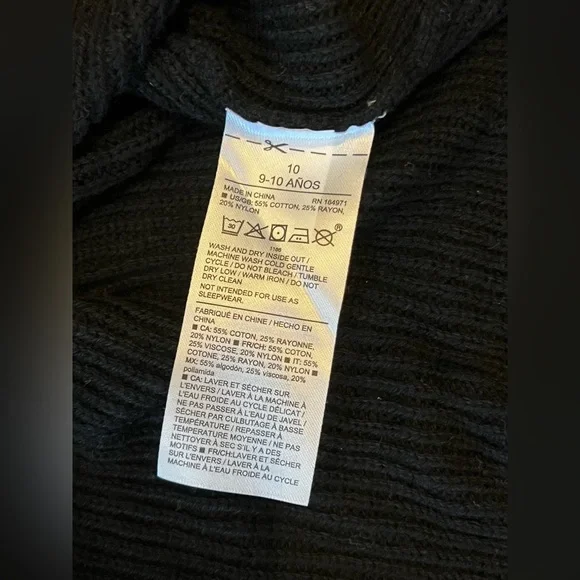 10
9-10 AÑOS
MADE IN CHINA RN 164971
■ US/GB: 55% COTTON, 25% RAYON,
20% NYLON
30
®
1186
WASH AND DRY INSIDE OUT /
MACHINE WASH COLD GENTLE
CYCLE / DO NOT BLEACH / TUMBLE
DRY LOW / WARM IRON / DO NOT
DRY CLEAN
NOT INTENDED FOR USE AS
SLEEPWEAR.
FABRIQUÉ EN CHINE / HECHO EN
CHINA
■ CA: 55% COTON, 25% RAYONNE,
20% NYLON ■ FR/CH: 55% COTON,
25% VISCOSE, 20% NYLON ■ IT: 55%
COTONE, 25% RAYON, 20% NYLON ■
MX: 55% algodón, 25% viscosa, 20%
poliamida
■ CA: LAVER ET SÉCHER SUR
L'ENVERS / LAVER À LA MACHINE À
L'EAU FROIDE AU CYCLE DÉLICAT /
NE PAS PASSER À L'EAU DE JAVEL /
SÉCHER PAR CULBUTAGE À BASSE
TEMPÉRATURE / REPASSER À
TEMPÉRATURE MOYENNE / NE PAS
NETTOYER À SEC S'IL Y A DES
MOTIFS ■ FR/CH:LAVER ET SÉCHER
SUR L'ENVERS / LAVER À LA
MACHINE À L'EAU FROIDE AU CYCLE